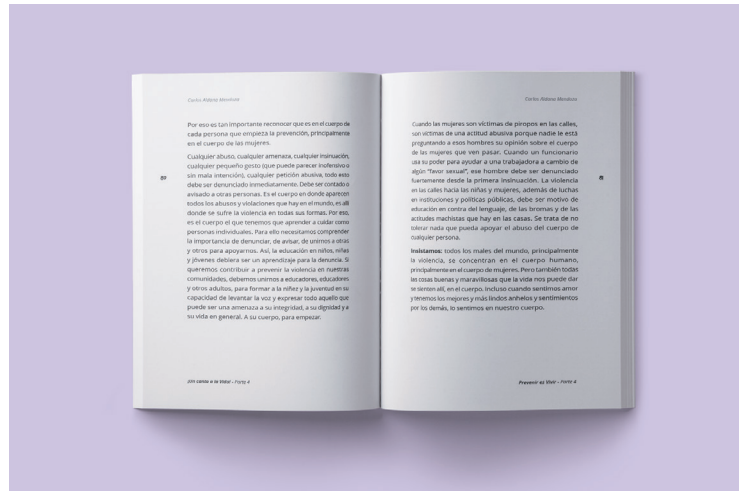 Carlos Aldana Mendoza
Por eso es tan importante reconocer que es en el cuerpo de
cada persona que empieza la prevención, principalmente
en el cuerpo de las mujeres.
Cualquier abuso, cualquier amenaza, cualquier insinuación,
cualquier pequeño gesto (que puede parecer inofensivo o
sin mala intención), cualquier petición abusiva, todo esto
debe ser denunciado inmediatamente. Debe ser contado o
avisado a otras personas. Es el cuerpo en donde aparecen
todos los abusos y violaciones que hay en el mundo, es allí
donde se sufre la violencia en todas sus formas. Por eso,
es el cuerpo el que tenemos que aprender a cuidar como
personas individuales. Para ello necesitamos comprender
la importancia de denunciar, de avisar, de unirnos a otras
y otros para apoyarnos. Así, la educación en niños, niñas
y jóvenes debiera ser un aprendizaje para la denuncia. Si
queremos contribuir a prevenir la violencia en nuestras
comunidades, debemos unirnos a educadores, educadoras
y otros adultos, para formar a la niñez y la juventud en su
capacidad de levantar la voz y expresar todo aquello que
puede ser una amenaza a su integridad, a su dignidad y a
su vida en general. A su cuerpo, para empezar.
canto a la Vida! - Parte 4
Carlos Aldana Mendoza
Cuando las mujeres son víctimas de piropos en las calles,
son víctimas de una actitud abusiva porque nadie le está
preguntando a esos hombres su opinión sobre el cuerpo
de las mujeres que ven pasar. Cuando un funcionario
usa su poder para ayudar a una trabajadora a cambio de
algún "favor sexual", ese hombre debe ser denunciado
fuertemente desde la primera insinuación. La violencia
en las calles hacia las niñas y mujeres, además de luchas
en instituciones y políticas públicas, debe ser motivo de
educación en contra del lenguaje, de las bromas y de las
actitudes machistas que hay en las casas. Se trata de no
tolerar nada que pueda apoyar el abuso del cuerpo de
cualquier persona.
Insistamos: todos los males del mundo, principalmente
la violencia, se concentran en el cuerpo humano,
principalmente en el cuerpo de mujeres. Pero también todas
las cosas buenas y maravillosas que la vida nos puede dar
se sienten allí, en el cuerpo. Incluso cuando sentimos amor
y tenemos los mejores y más lindos anhelos y sentimientos
por los demás, lo sentimos en nuestro cuerpo.
Prevenir es Vivir - Parte 4